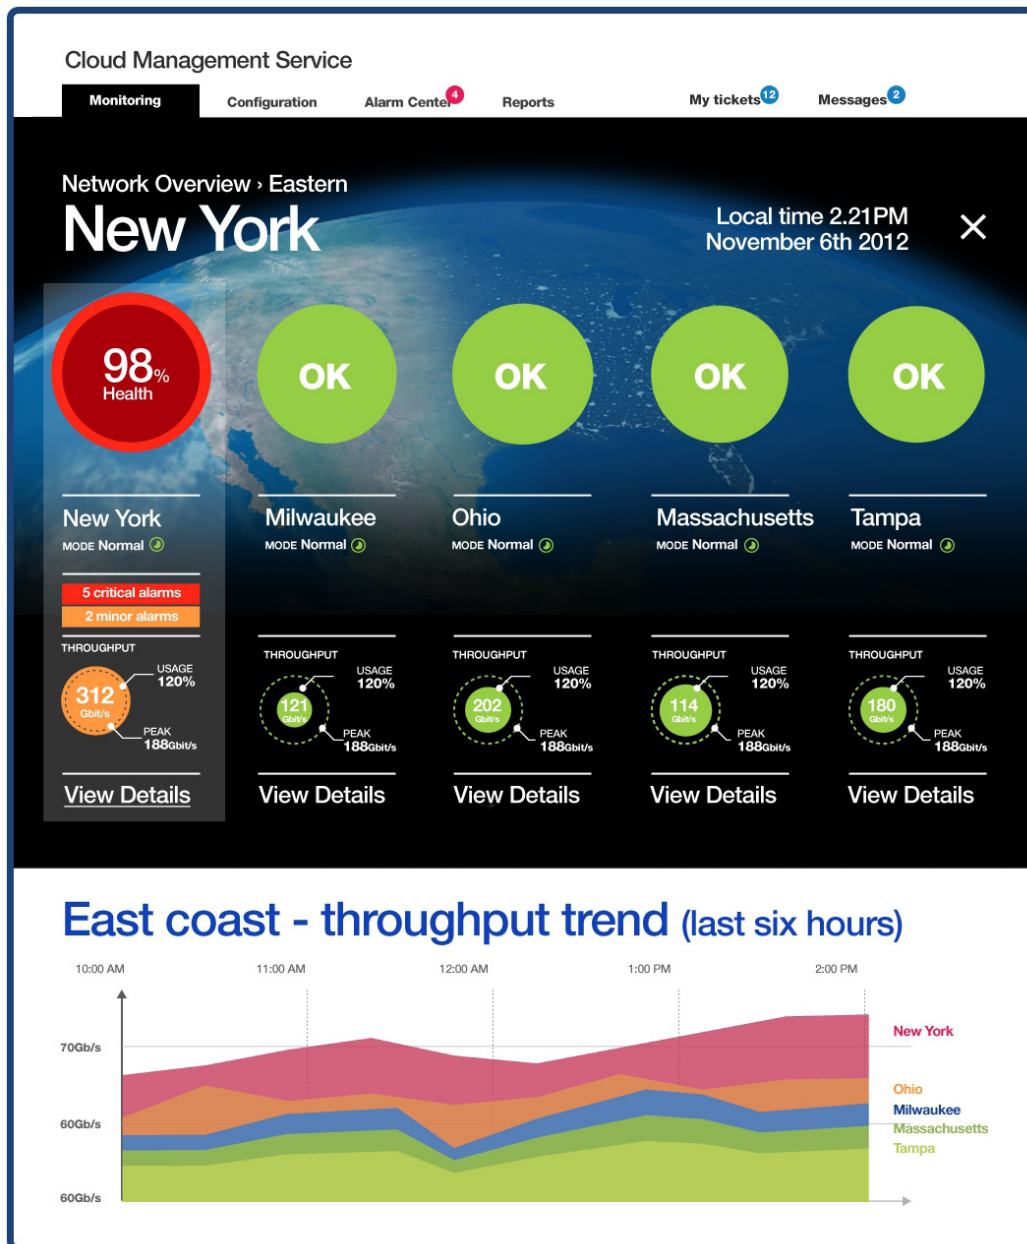 Cloud Management Service
Monitoring Configuration Alarm Center 4 Reports My tickets 12 Messages 2
Network Overview › Eastern
New York
Local time 2.21PM
November 6th 2012
98%
Health
OK OK OK OK
New York Milwaukee Ohio Massachusetts Tampa
MODE Normal MODE Normal MODE Normal MODE Normal MODE Normal
5 critical alarms
2 minor alarms
THROUGHPUT THROUGHPUT THROUGHPUT THROUGHPUT THROUGHPUT
USAGE USAGE USAGE USAGE USAGE
120% 120% 120% 120% 120%
312 121 202 114 180
Gbit/s Gbit/s Gbit/s Gbit/s Gbit/s
PEAK PEAK PEAK PEAK PEAK
188Gbit/s 188Gbit/s 188Gbit/s 188Gbit/s 188Gbit/s
View Details View Details View Details View Details View Details
East coast - throughput trend (last six hours)
10:00 AM 11:00 AM 12:00 AM 1:00 PM 2:00 PM
New York
70Gb/s
Ohio
Milwaukee
60Gb/s
Massachusetts
Tampa
60Gb/s